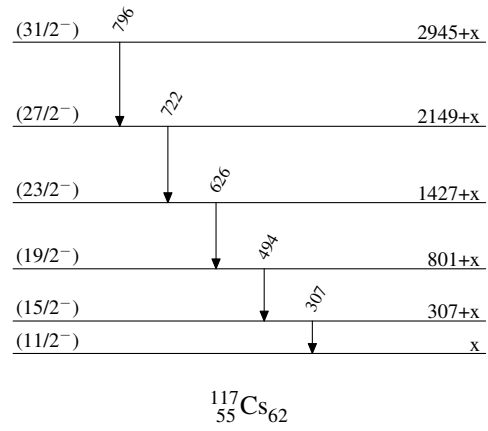 (31/2⁻) 796 2945+x
(27/2⁻) 722 2149+x
(23/2⁻) 626 1427+x
(19/2⁻) 494 801+x
(15/2⁻) 307 307+x
(11/2⁻) x
¹¹⁷₅₅Cs₆₂